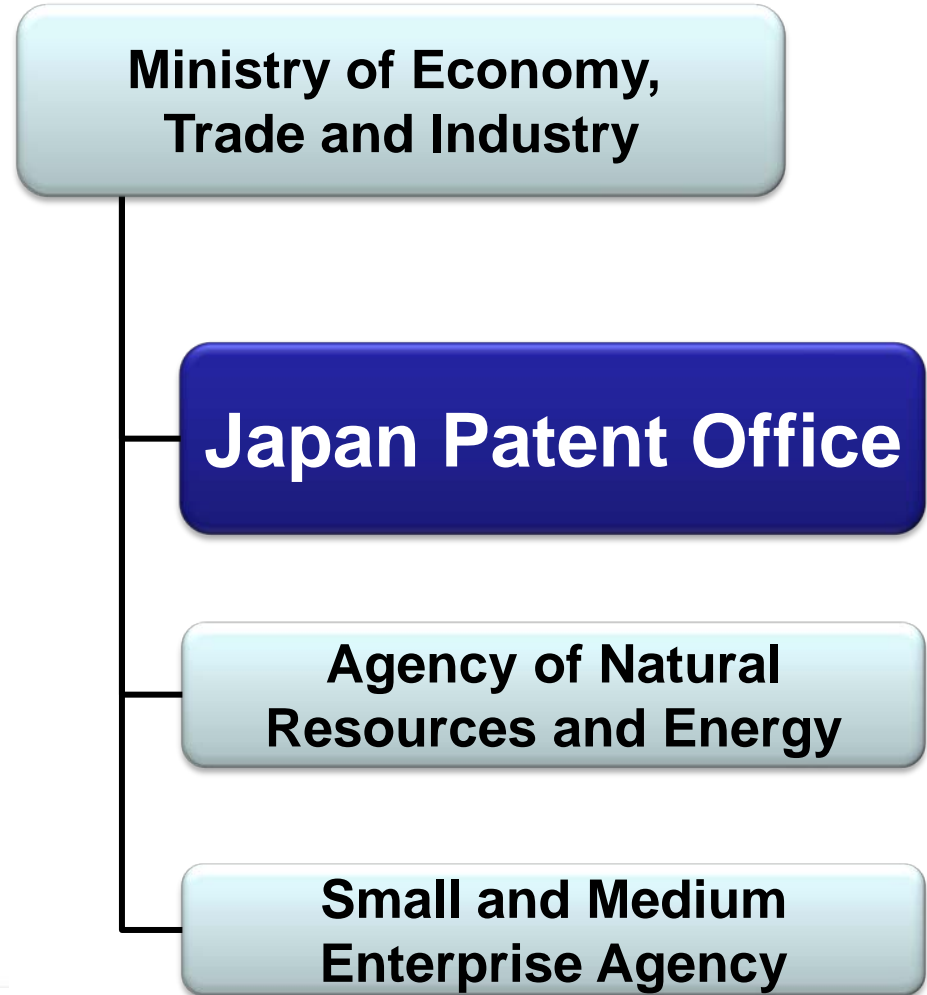 Ministry of Economy,
Trade and Industry
Japan Patent Office
Agency of Natural
Resources and Energy
Small and Medium
Enterprise Agency